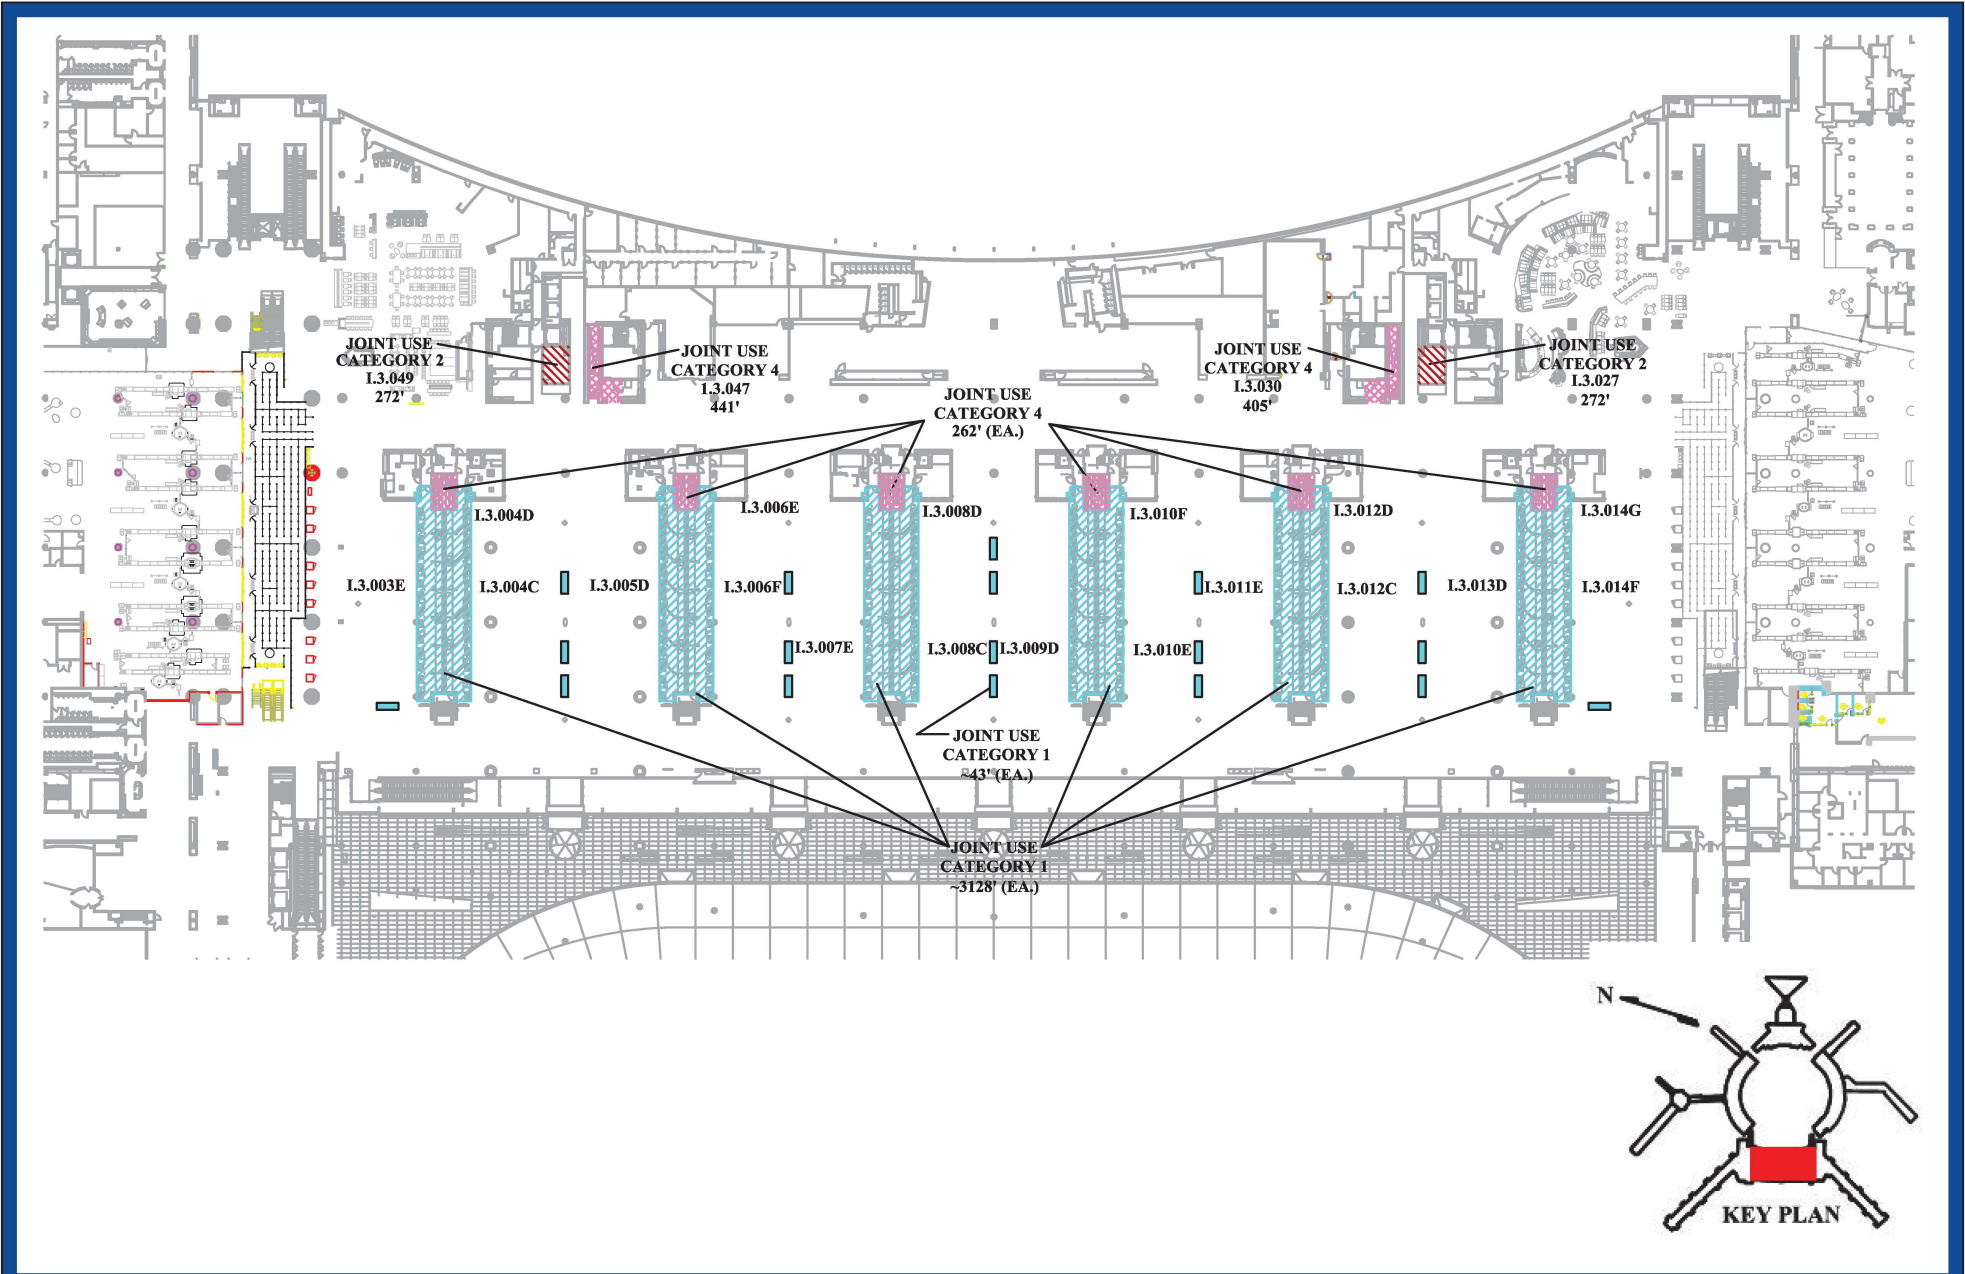 JOINT USE
CATEGORY 2
I.3.049
272'
JOINT USE
CATEGORY 4
1.3.047
441'
JOINT USE
CATEGORY 4
262' (EA.)
JOINT USE
CATEGORY 4
I.3.030
405'
JOINT USE
CATEGORY 2
I.3.027
272'
I.3.004D
I.3.006E
I.3.008D
I.3.010F
I.3.012D
I.3.014G
I.3.003E
I.3.004C
I.3.005D
I.3.006F
I.3.011E
I.3.012C
I.3.013D
I.3.014F
I.3.007E
I.3.008C
I.3.009D
I.3.010E
JOINT USE
CATEGORY 1
~43' (EA.)
JOINT USE
CATEGORY 1
~3128' (EA.)
N
KEY PLAN